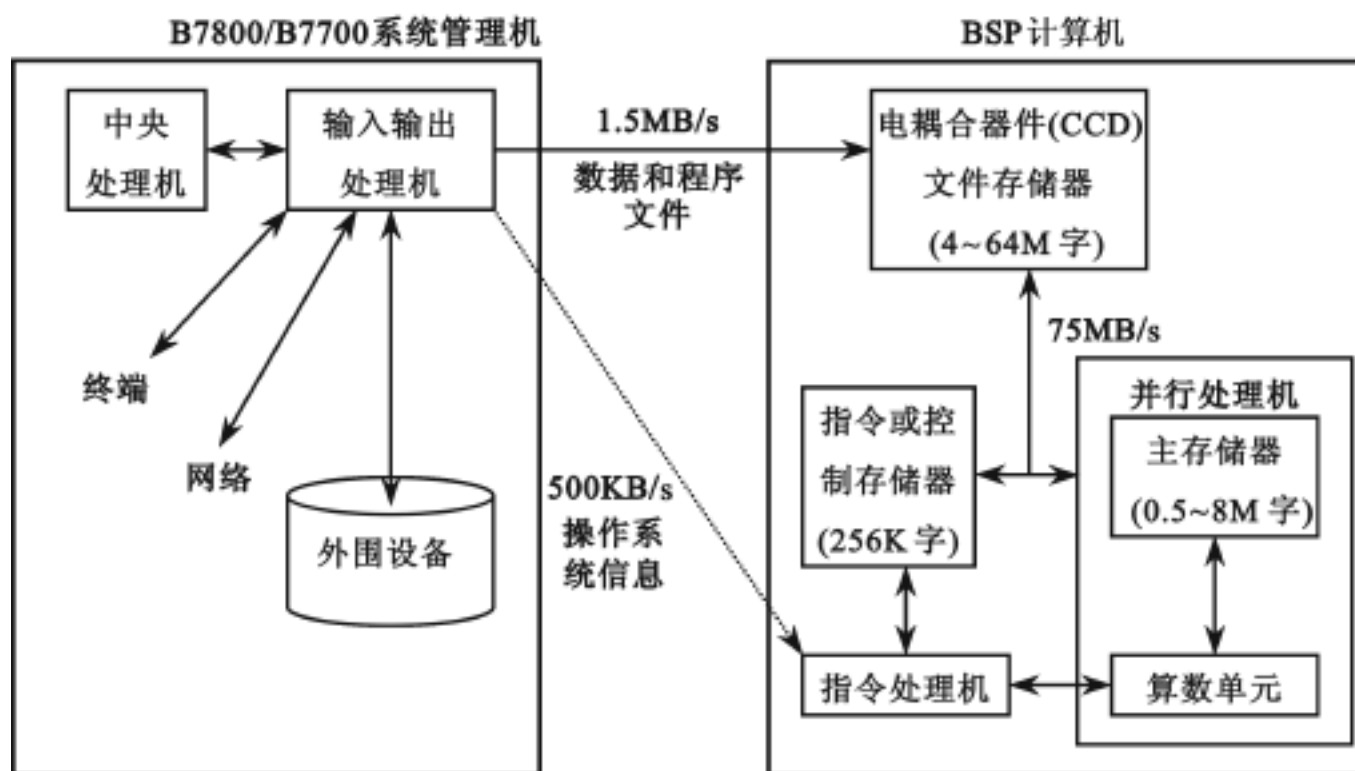 B7800/B7700系统管理机
BSP计算机
中央
处理机
输入输出
处理机
1.5MB/s
数据和程序
文件
电耦合器件(CCD)
文件存储器
(4~64M 字)
75MB/s
终端
网络
外围设备
500KB/s
操作系
统信息
指令或控
制存储器
(256K 字)
并行处理机
主存储器
(0.5~8M 字)
指令处理机
算数单元